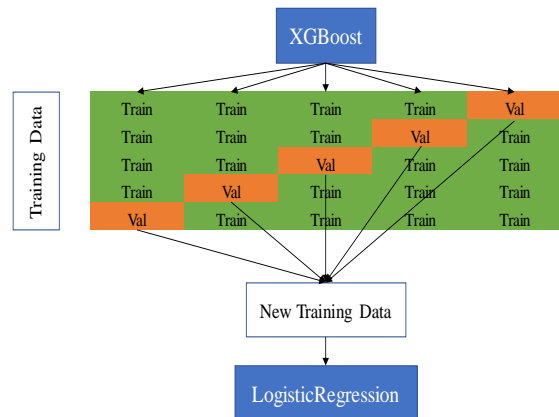 XGBoost
Training Data
Train Train Train Train Val
Train Train Train Val Train
Train Train Val Train Train
Train Val Train Train Train
Val Train Train Train Train
New Training Data
LogisticRegression